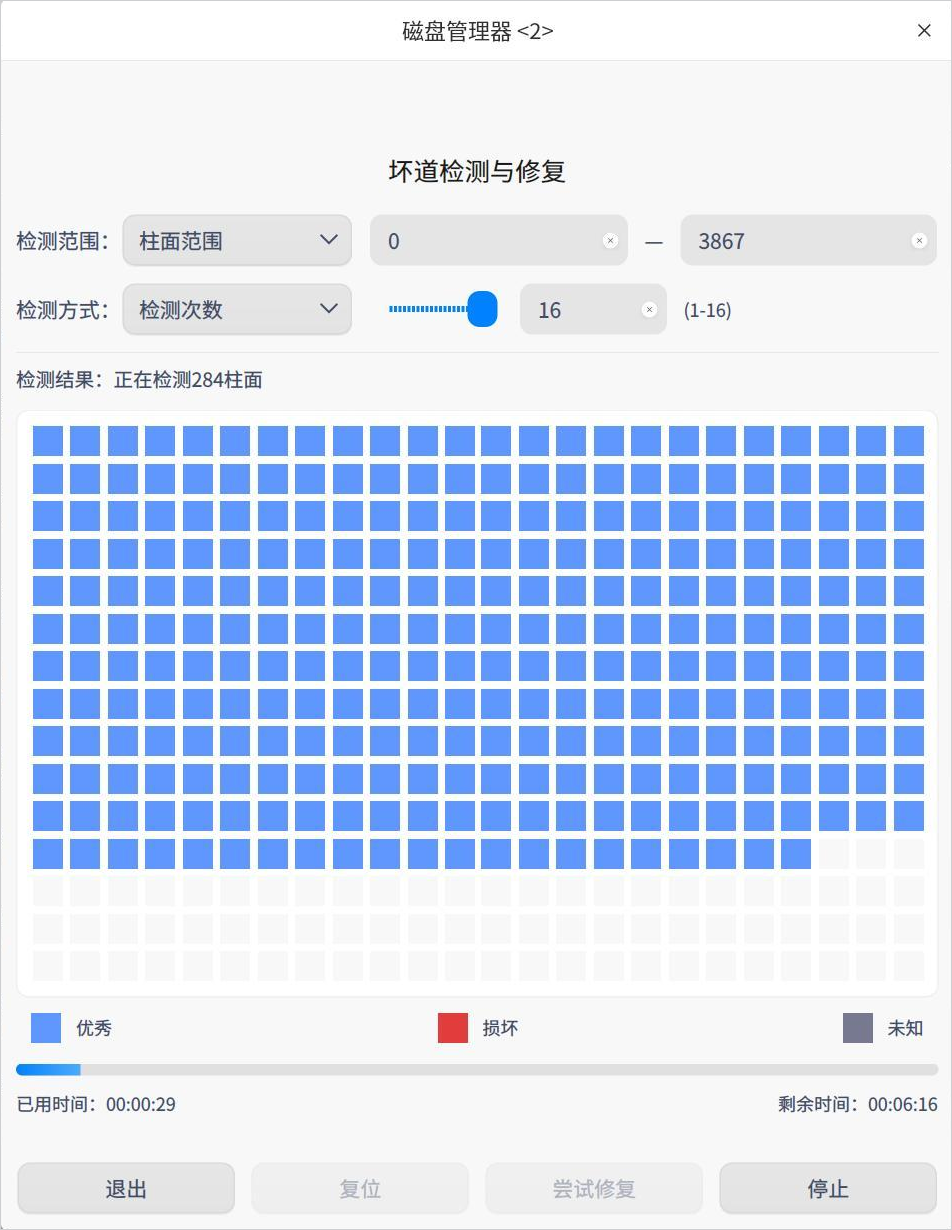 磁盘管理器 <2>
坏道检测与修复
检测范围： 柱面范围 0 — 3867
检测方式： 检测次数 16 (1-16)
检测结果：正在检测284柱面
优秀 损坏 未知
已用时间：00:00:29 剩余时间：00:06:16
退出 复位 尝试修复 停止